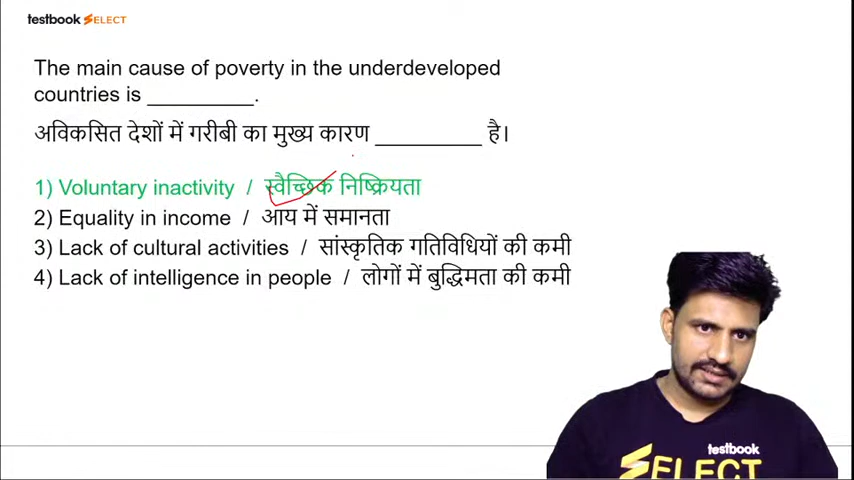 testbook SELECT
The main cause of poverty in the underdeveloped
countries is _________.
अविकसित देशों में गरीबी का मुख्य कारण _________ है।
1) Voluntary inactivity / स्वैच्छिक निष्क्रियता
2) Equality in income / आय में समानता
3) Lack of cultural activities / सांस्कृतिक गतिविधियों की कमी
4) Lack of intelligence in people / लोगों में बुद्धिमता की कमी
testbook
SELECT